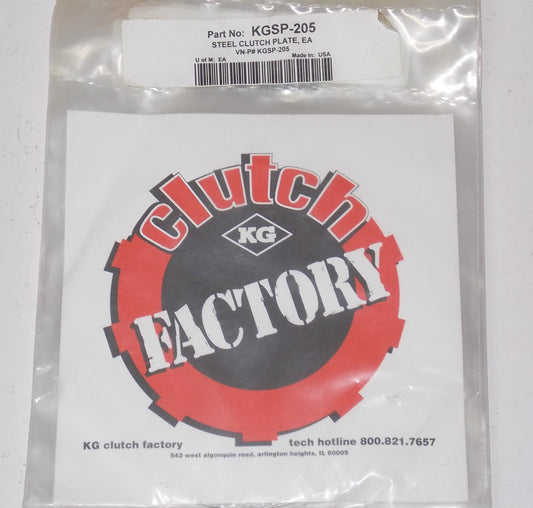 Part No: KGSP-205
STEEL CLUTCH PLATE, EA
VN-P# KGSP-205
U of M: EA Made In: USA
clutch
KG
FACTORY
KG clutch factory tech hotline 800.821.7657
543 west algonquin road, arlington heights, IL 60005